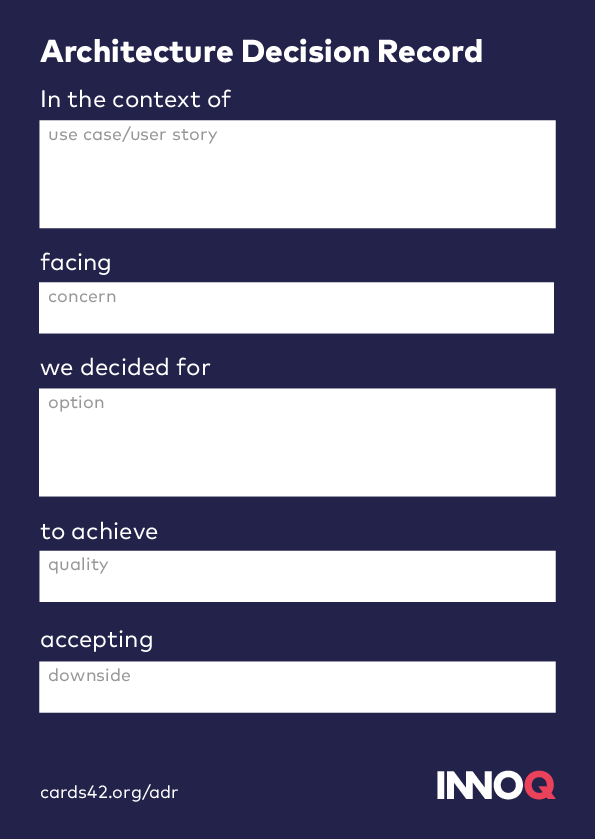 Architecture Decision Record
In the context of
use case/user story
facing
concern
we decided for
option
to achieve
quality
accepting
downside
cards42.org/adr
INNOQ